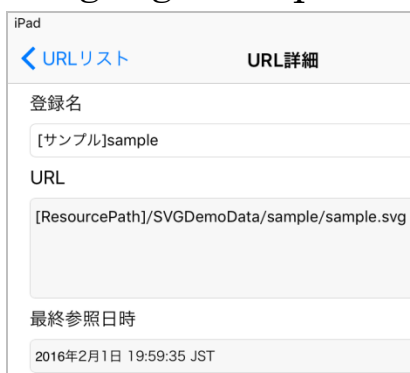 iPad
URLリスト
URL詳細
登録名
[サンプル]sample
URL
[ResourcePath]/SVGDemoData/sample/sample.svg
最終参照日時
2016年2月1日 19:59:35 JST